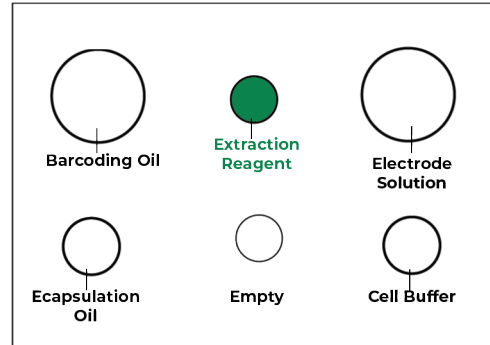 Barcoding Oil
Extraction
Reagent
Electrode
Solution
Ecapsulation
Oil
Empty
Cell Buffer